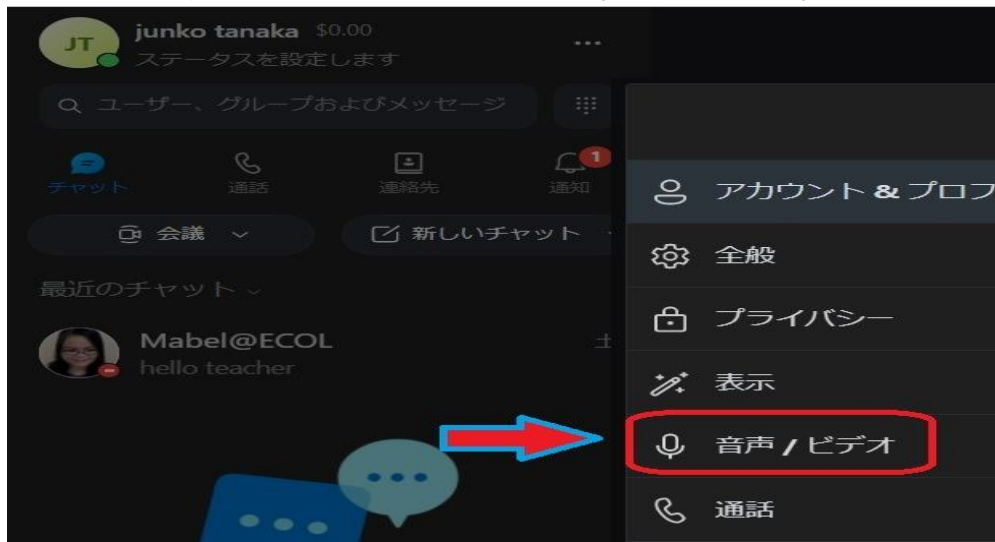 JT
junko tanaka $0.00
ステータスを設定します
ユーザー、グループおよびメッセージ
チャット
通話
連絡先
1
通知
会議
新しいチャット
最近のチャット
Mabel@ECOL
土
hello teacher
アカウント & プロフ
全般
プライバシー
表示
音声 / ビデオ
通話